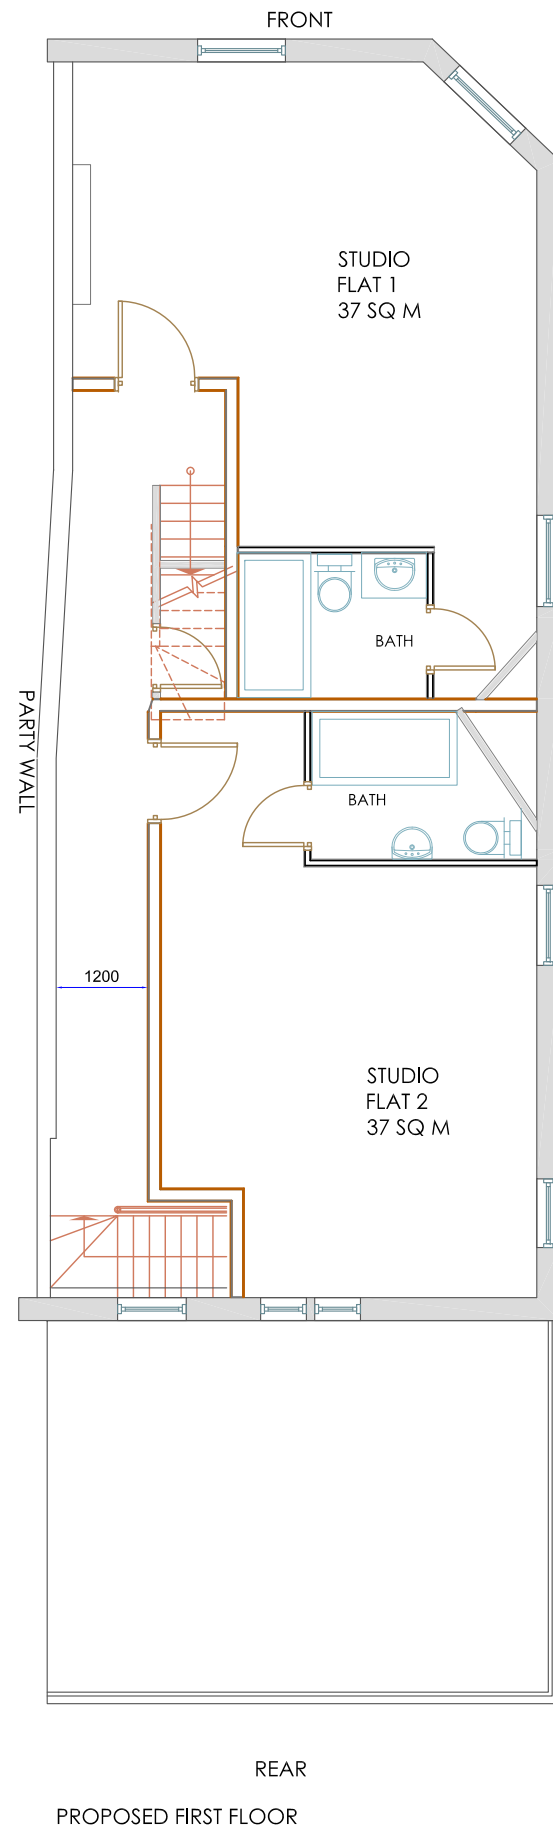 FRONT
STUDIO
FLAT 1
37 SQ M
BATH
PARTY WALL
BATH
1200
STUDIO
FLAT 2
37 SQ M
REAR
PROPOSED FIRST FLOOR